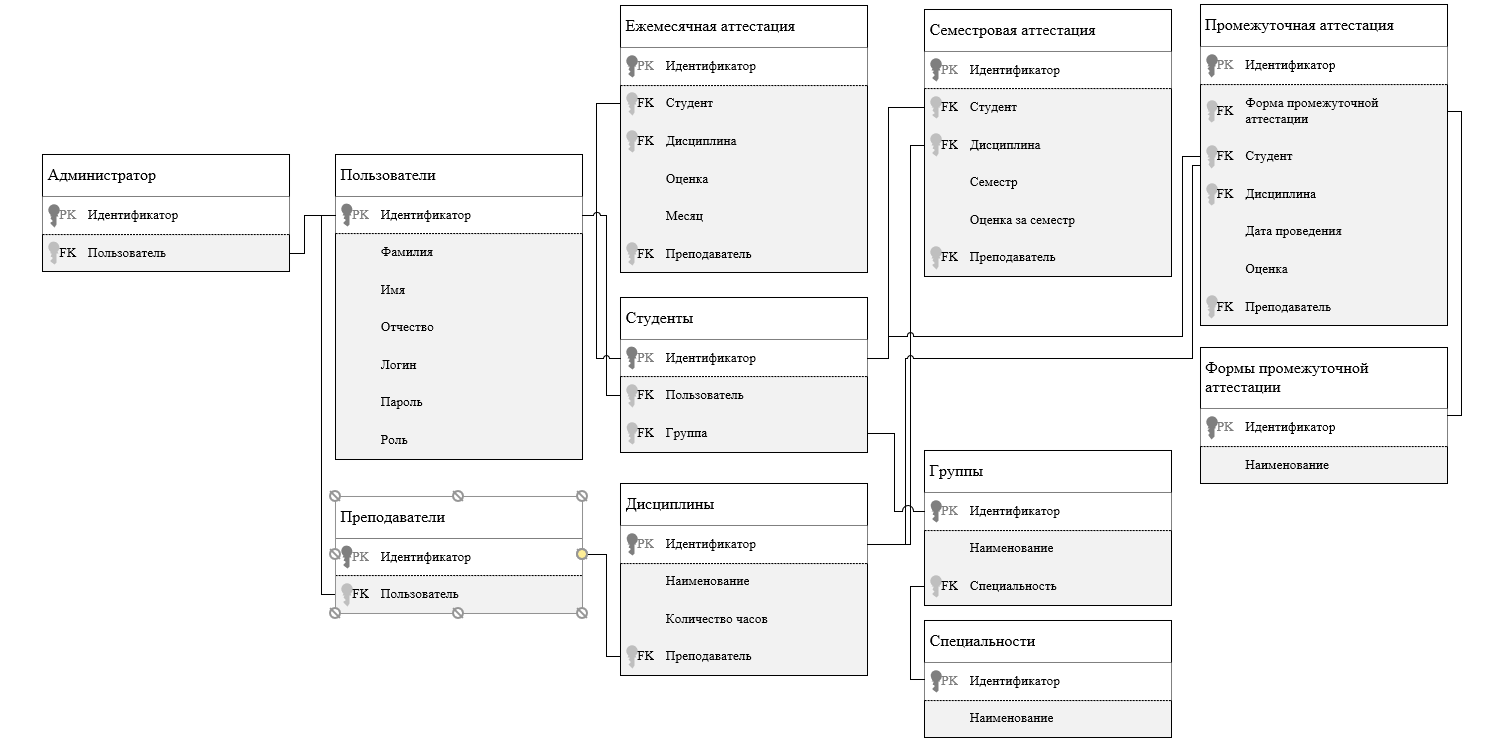 Администратор
PK Идентификатор
FK Пользователь
Пользователи
PK Идентификатор
Фамилия
Имя
Отчество
Логин
Пароль
Роль
Преподаватели
PK Идентификатор
FK Пользователь
Ежемесячная аттестация
PK Идентификатор
FK Студент
FK Дисциплина
Оценка
Месяц
FK Преподаватель
Студенты
PK Идентификатор
FK Пользователь
FK Группа
Дисциплины
PK Идентификатор
Наименование
Количество часов
FK Преподаватель
Семестровая аттестация
PK Идентификатор
FK Студент
FK Дисциплина
Семестр
Оценка за семестр
FK Преподаватель
Группы
PK Идентификатор
Наименование
FK Специальность
Специальности
PK Идентификатор
Наименование
Промежуточная аттестация
PK Идентификатор
FK Форма промежуточной
аттестации
FK Студент
FK Дисциплина
Дата проведения
Оценка
FK Преподаватель
Формы промежуточной
аттестации
PK Идентификатор
Наименование